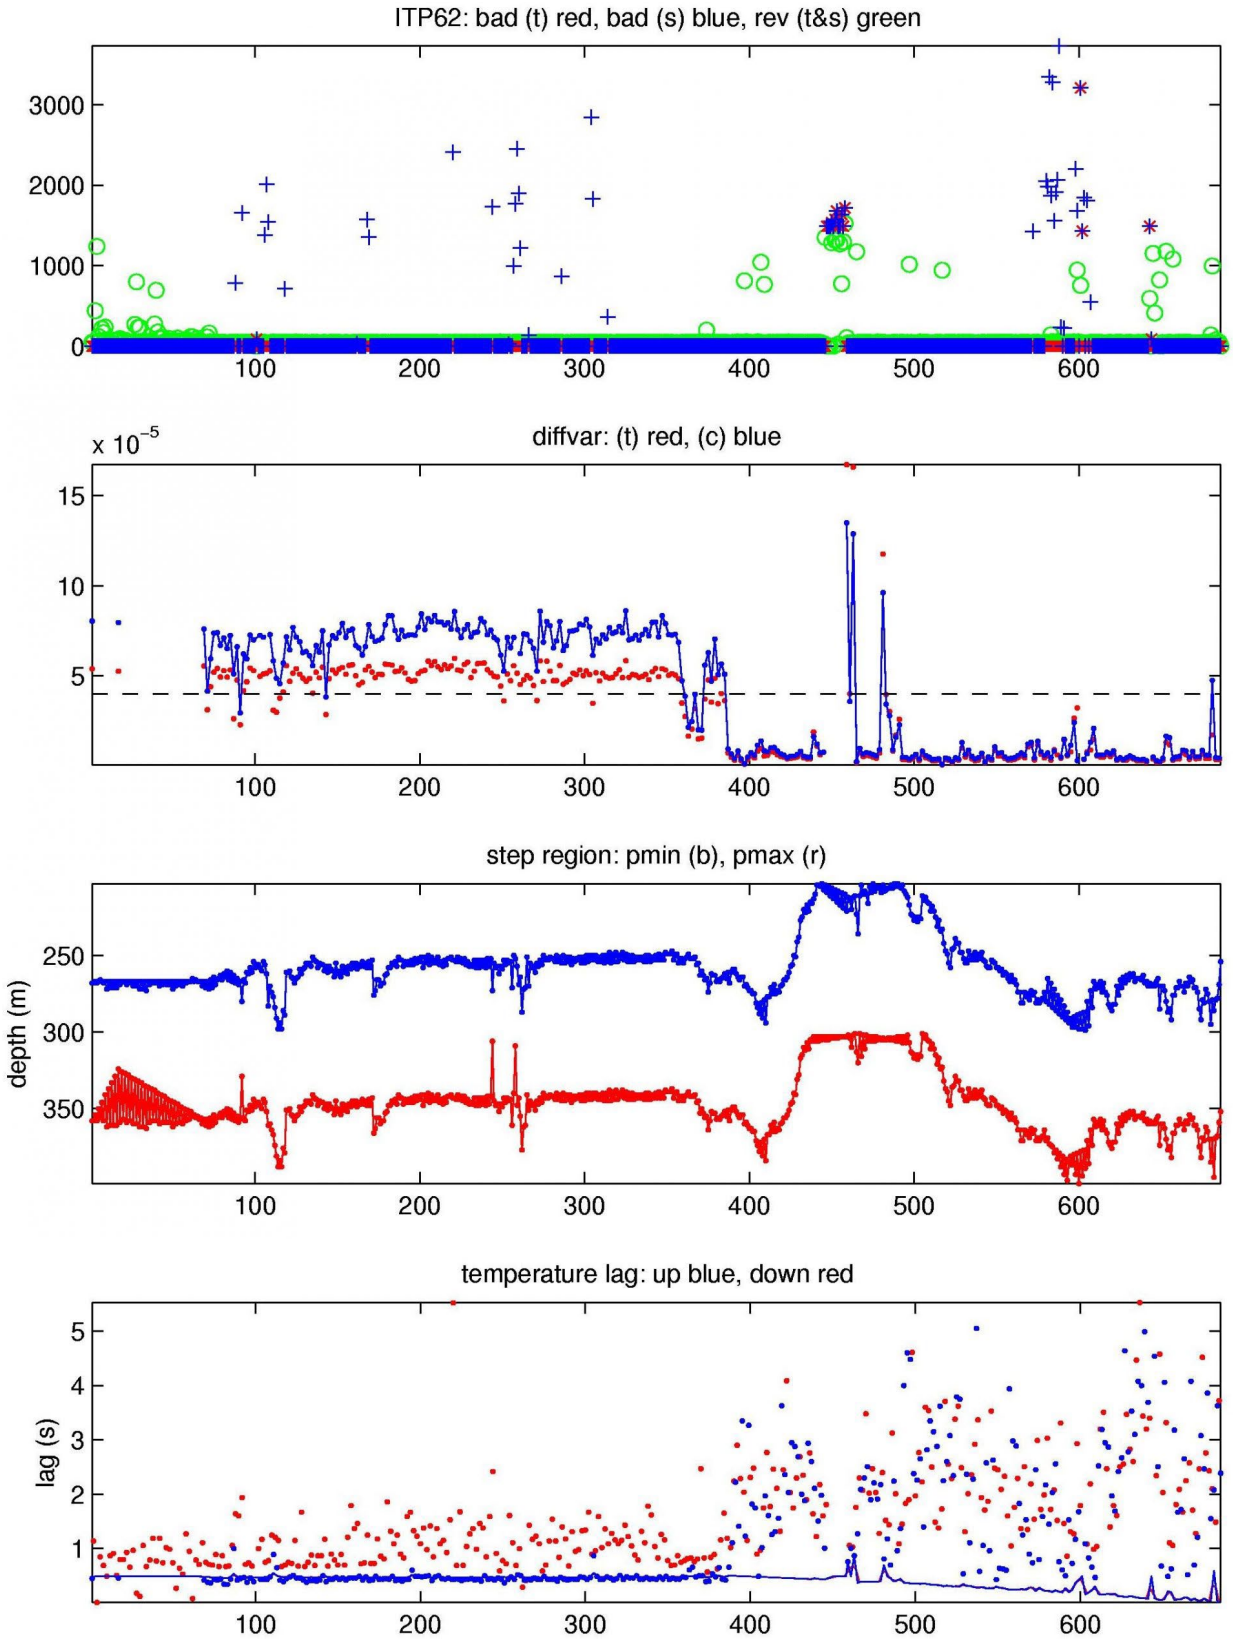 ITP62: bad (t) red, bad (s) blue, rev (t&s) green
3000
2000
1000
0
100 200 300 400 500 600
x 10⁻⁵
diffvar: (t) red, (c) blue
15
10
5
100 200 300 400 500 600
step region: pmin (b), pmax (r)
depth (m)
250
300
350
100 200 300 400 500 600
temperature lag: up blue, down red
lag (s)
5
4
3
2
1
100 200 300 400 500 600